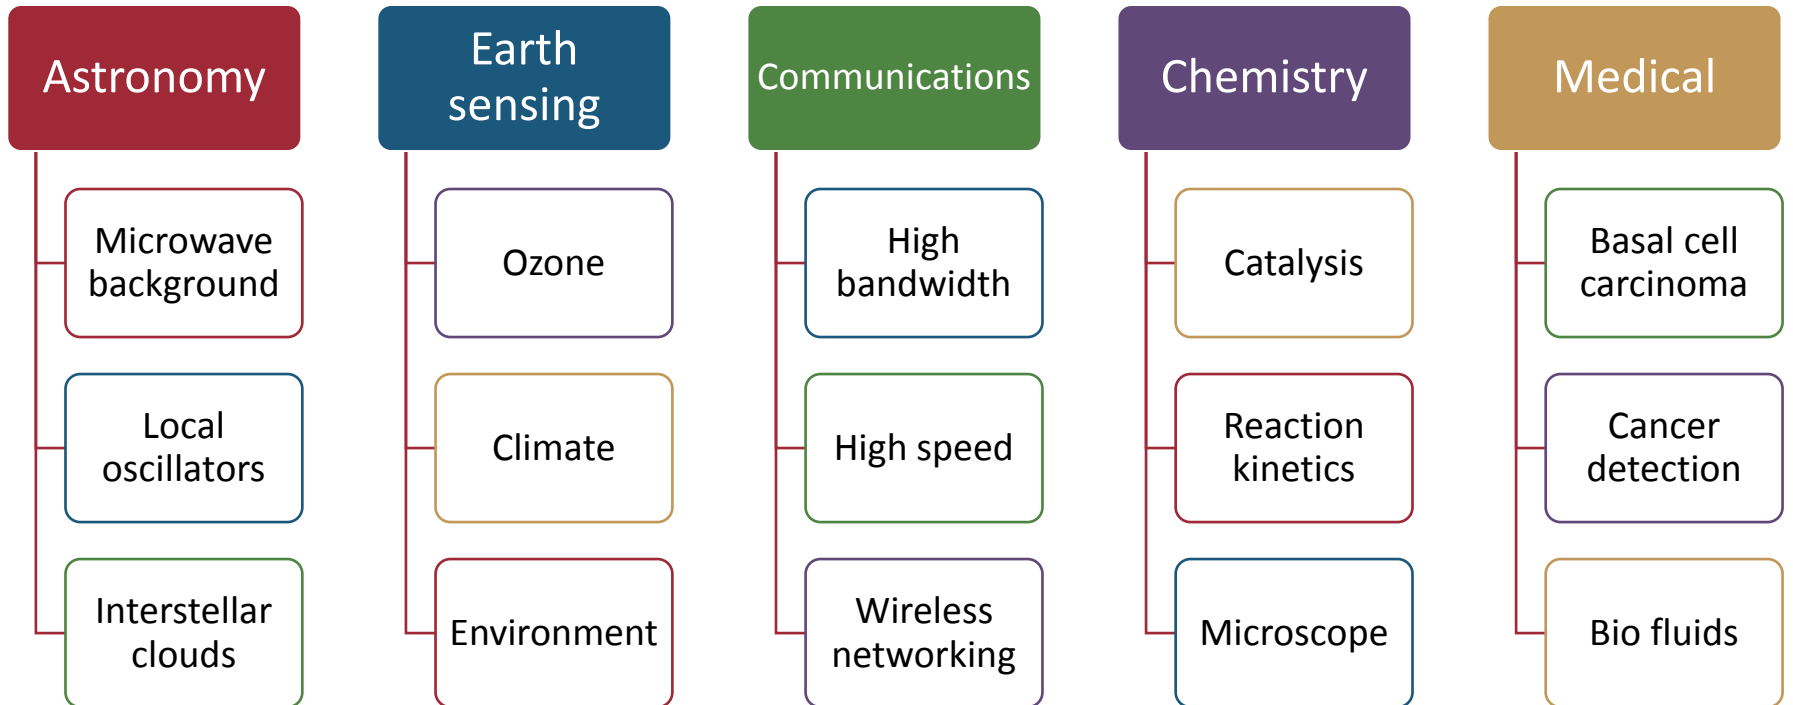 Astronomy
Microwave
background
Local
oscillators
Interstellar
clouds
Earth
sensing
Ozone
Climate
Environment
Communications
High
bandwidth
High speed
Wireless
networking
Chemistry
Catalysis
Reaction
kinetics
Microscope
Medical
Basal cell
carcinoma
Cancer
detection
Bio fluids